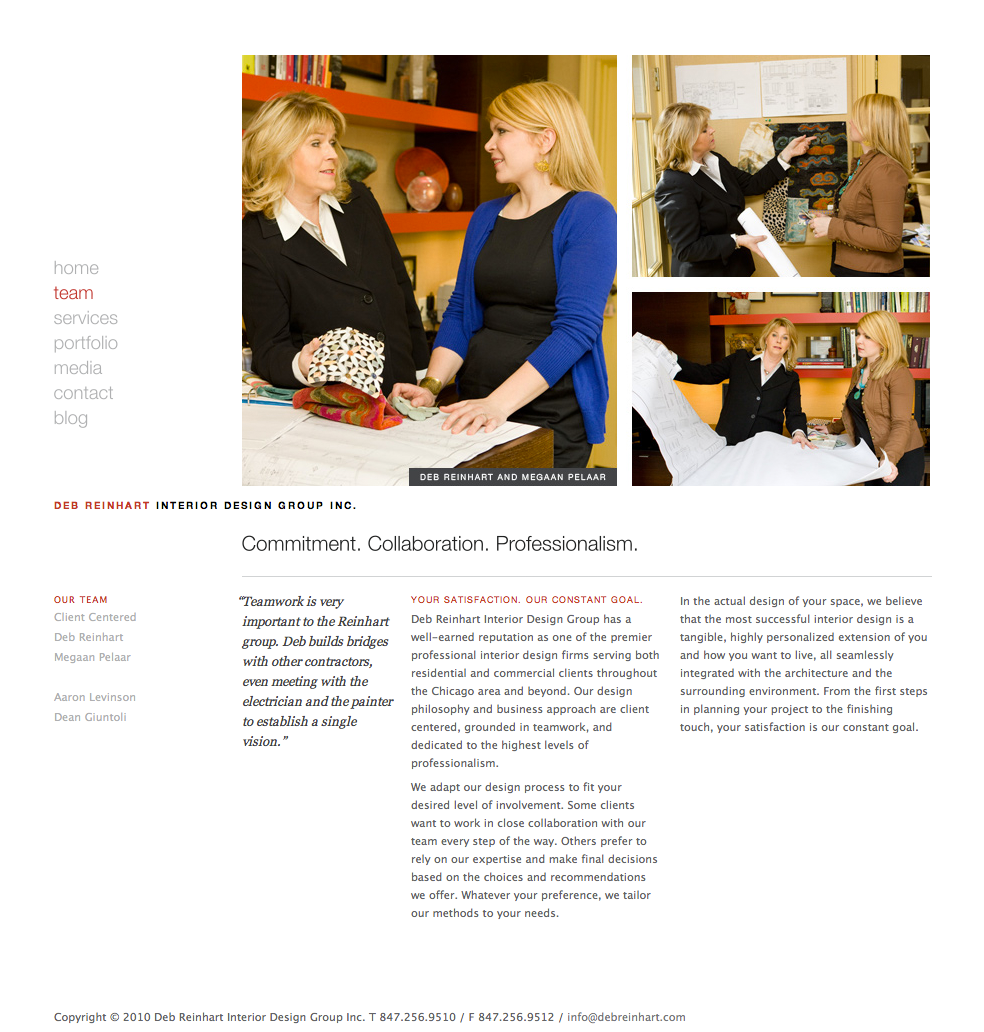 home
team
services
portfolio
media
contact
blog
DEB REINHART AND MEGAAN PELAAR
DEB REINHART INTERIOR DESIGN GROUP INC.
Commitment. Collaboration. Professionalism.
OUR TEAM
Client Centered
Deb Reinhart
Megaan Pelaar
Aaron Levinson
Dean Giuntoli
“Teamwork is very
important to the Reinhart
group. Deb builds bridges
with other contractors,
even meeting with the
electrician and the painter
to establish a single
vision.”
YOUR SATISFACTION. OUR CONSTANT GOAL.
Deb Reinhart Interior Design Group has a
well-earned reputation as one of the premier
professional interior design firms serving both
residential and commercial clients throughout
the Chicago area and beyond. Our design
philosophy and business approach are client
centered, grounded in teamwork, and
dedicated to the highest levels of
professionalism.
We adapt our design process to fit your
desired level of involvement. Some clients
want to work in close collaboration with our
team every step of the way. Others prefer to
rely on our expertise and make final decisions
based on the choices and recommendations
we offer. Whatever your preference, we tailor
our methods to your needs.
In the actual design of your space, we believe
that the most successful interior design is a
tangible, highly personalized extension of you
and how you want to live, all seamlessly
integrated with the architecture and the
surrounding environment. From the first steps
in planning your project to the finishing
touch, your satisfaction is our constant goal.
Copyright © 2010 Deb Reinhart Interior Design Group Inc. T 847.256.9510 / F 847.256.9512 / info@debreinhart.com